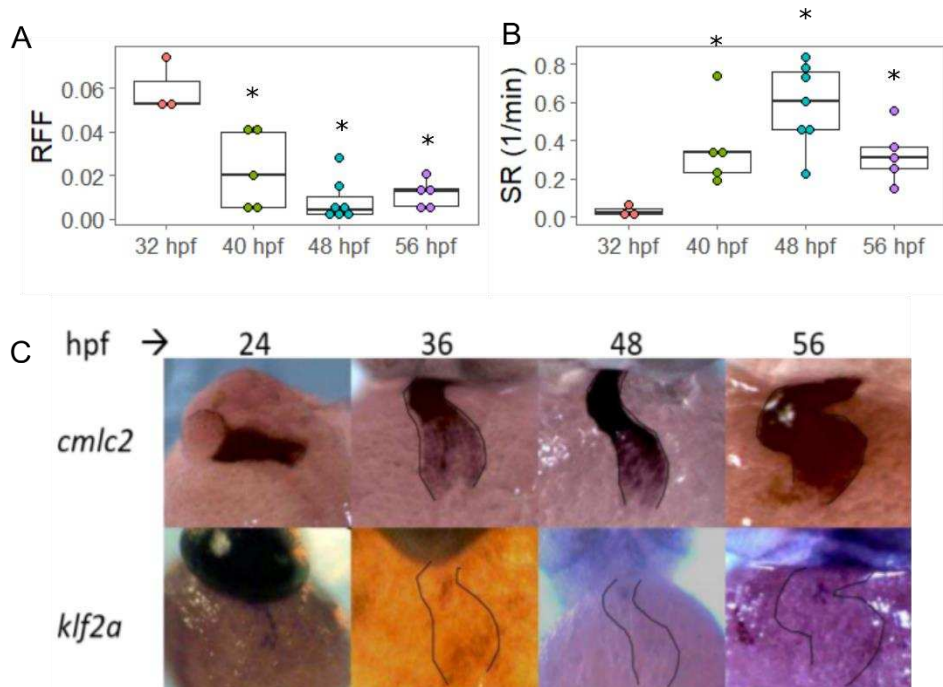 A
RFF
0.06
0.04
0.02
0.00
*
*
*
32 hpf 40 hpf 48 hpf 56 hpf
B
SR (1/min)
0.8
0.6
0.4
0.2
0.0
*
*
*
32 hpf 40 hpf 48 hpf 56 hpf
C
hpf → 24 36 48 56
cmlc2
klf2a